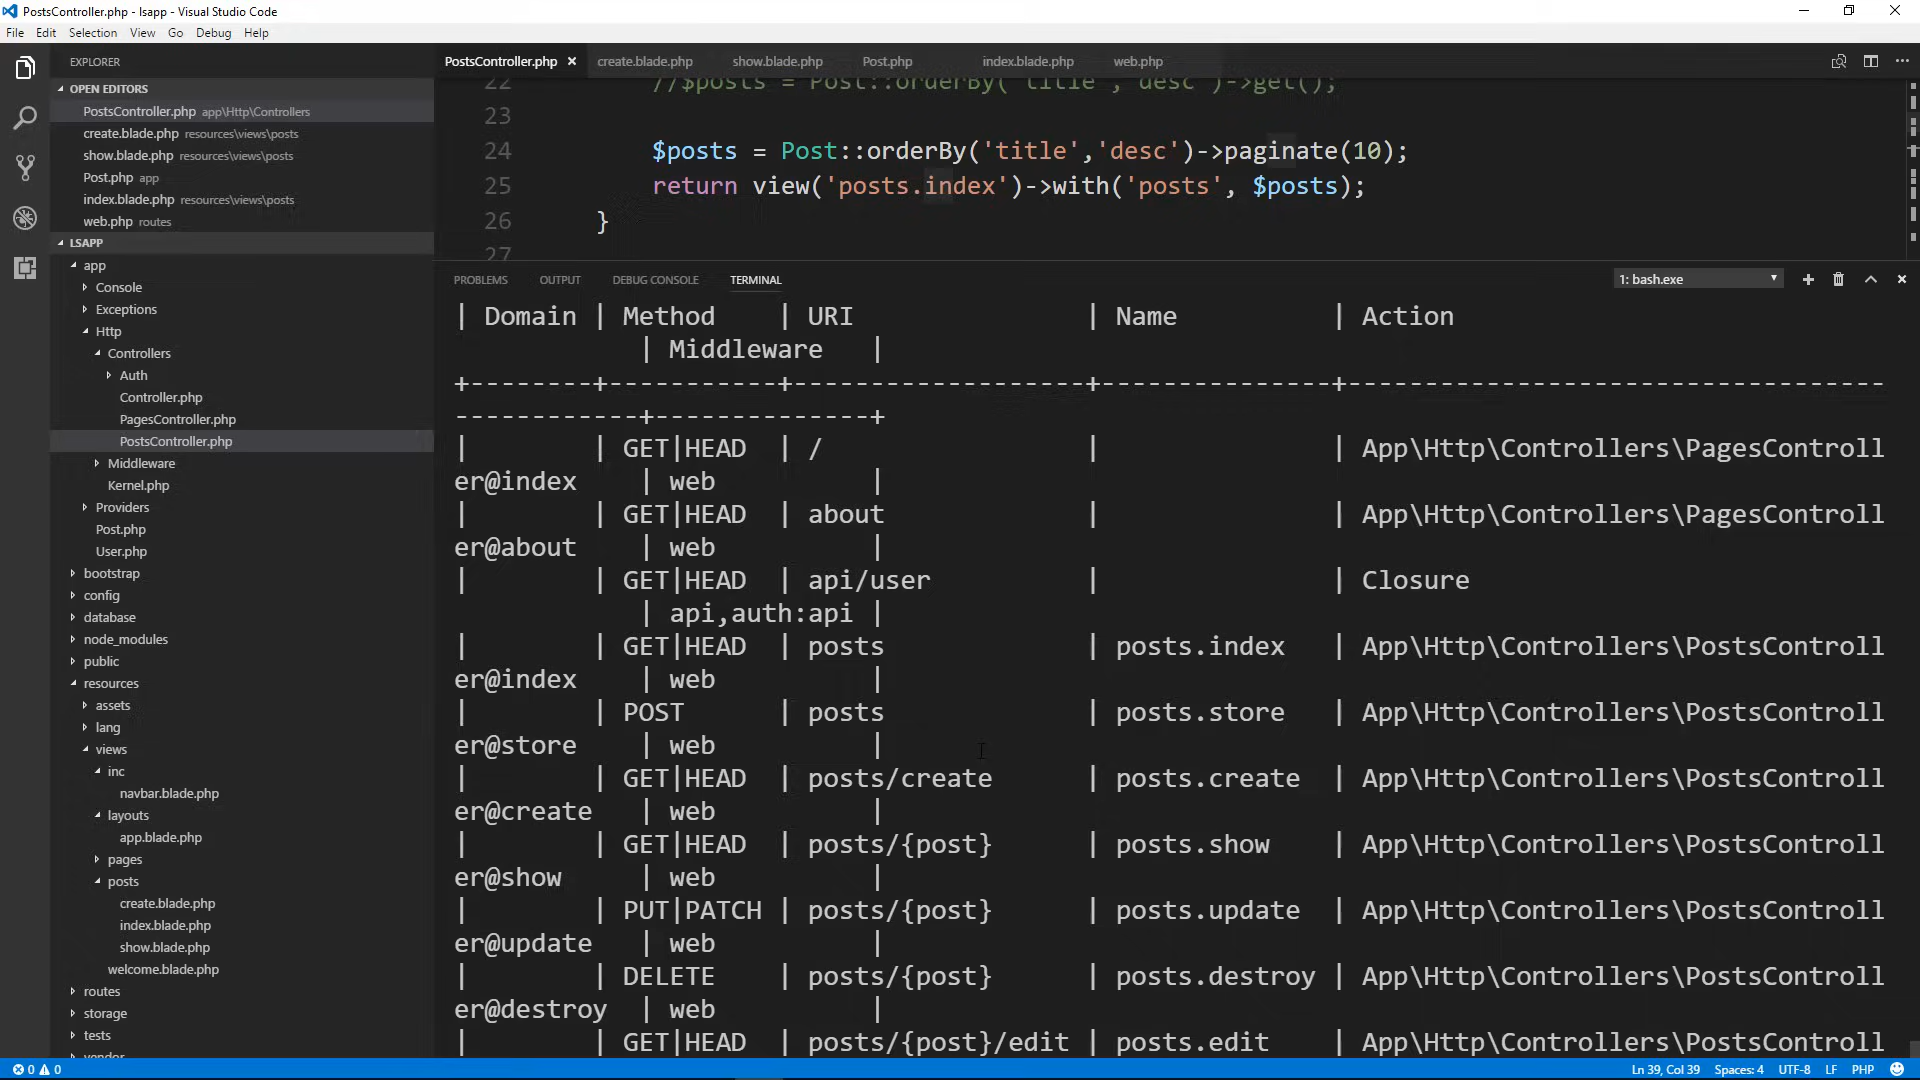 PostsController.php - lsapp - Visual Studio Code
File Edit Selection View Go Debug Help
EXPLORER
OPEN EDITORS
PostsController.php app\Http\Controllers
create.blade.php resources\views\posts
show.blade.php resources\views\posts
Post.php app
index.blade.php resources\views\posts
web.php routes
LSAPP
app
Console
Exceptions
Http
Controllers
Auth
Controller.php
PagesController.php
PostsController.php
Middleware
Kernel.php
Providers
Post.php
User.php
bootstrap
config
database
node_modules
public
resources
assets
lang
views
inc
navbar.blade.php
layouts
app.blade.php
pages
posts
create.blade.php
index.blade.php
show.blade.php
welcome.blade.php
routes
storage
tests
vendor
PostsController.php × create.blade.php show.blade.php Post.php index.blade.php web.php
22 //$posts = Post::orderBy('title','desc')->get();
23
24 $posts = Post::orderBy('title','desc')->paginate(10);
25 return view('posts.index')->with('posts', $posts);
26 }
27
PROBLEMS OUTPUT DEBUG CONSOLE TERMINAL 1: bash.exe
| Domain | Method | URI | Name | Action
| Middleware |
+--------+-----------+-------------------+---------------+-----------------------------------
------------+--------------+
| | GET|HEAD | / | | App\Http\Controllers\PagesControll
er@index | web |
| | GET|HEAD | about | | App\Http\Controllers\PagesControll
er@about | web |
| | GET|HEAD | api/user | | Closure
| api,auth:api |
| | GET|HEAD | posts | posts.index | App\Http\Controllers\PostsControll
er@index | web |
| | POST | posts | posts.store | App\Http\Controllers\PostsControll
er@store | web |
| | GET|HEAD | posts/create | posts.create | App\Http\Controllers\PostsControll
er@create | web |
| | GET|HEAD | posts/{post} | posts.show | App\Http\Controllers\PostsControll
er@show | web |
| | PUT|PATCH | posts/{post} | posts.update | App\Http\Controllers\PostsControll
er@update | web |
| | DELETE | posts/{post} | posts.destroy | App\Http\Controllers\PostsControll
er@destroy | web |
| | GET|HEAD | posts/{post}/edit | posts.edit | App\Http\Controllers\PostsControll
0 0 Ln 39, Col 39 Spaces: 4 UTF-8 LF PHP